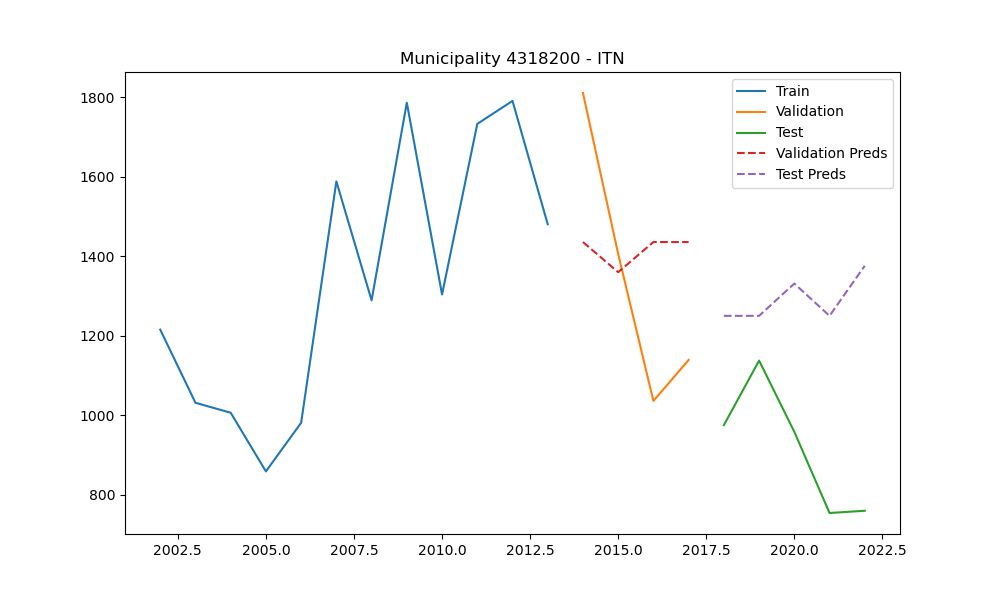 Municipality 4318200 - ITN
1800
1600
1400
1200
1000
800
Train
Validation
Test
Validation Preds
Test Preds
2002.5 2005.0 2007.5 2010.0 2012.5 2015.0 2017.5 2020.0 2022.5